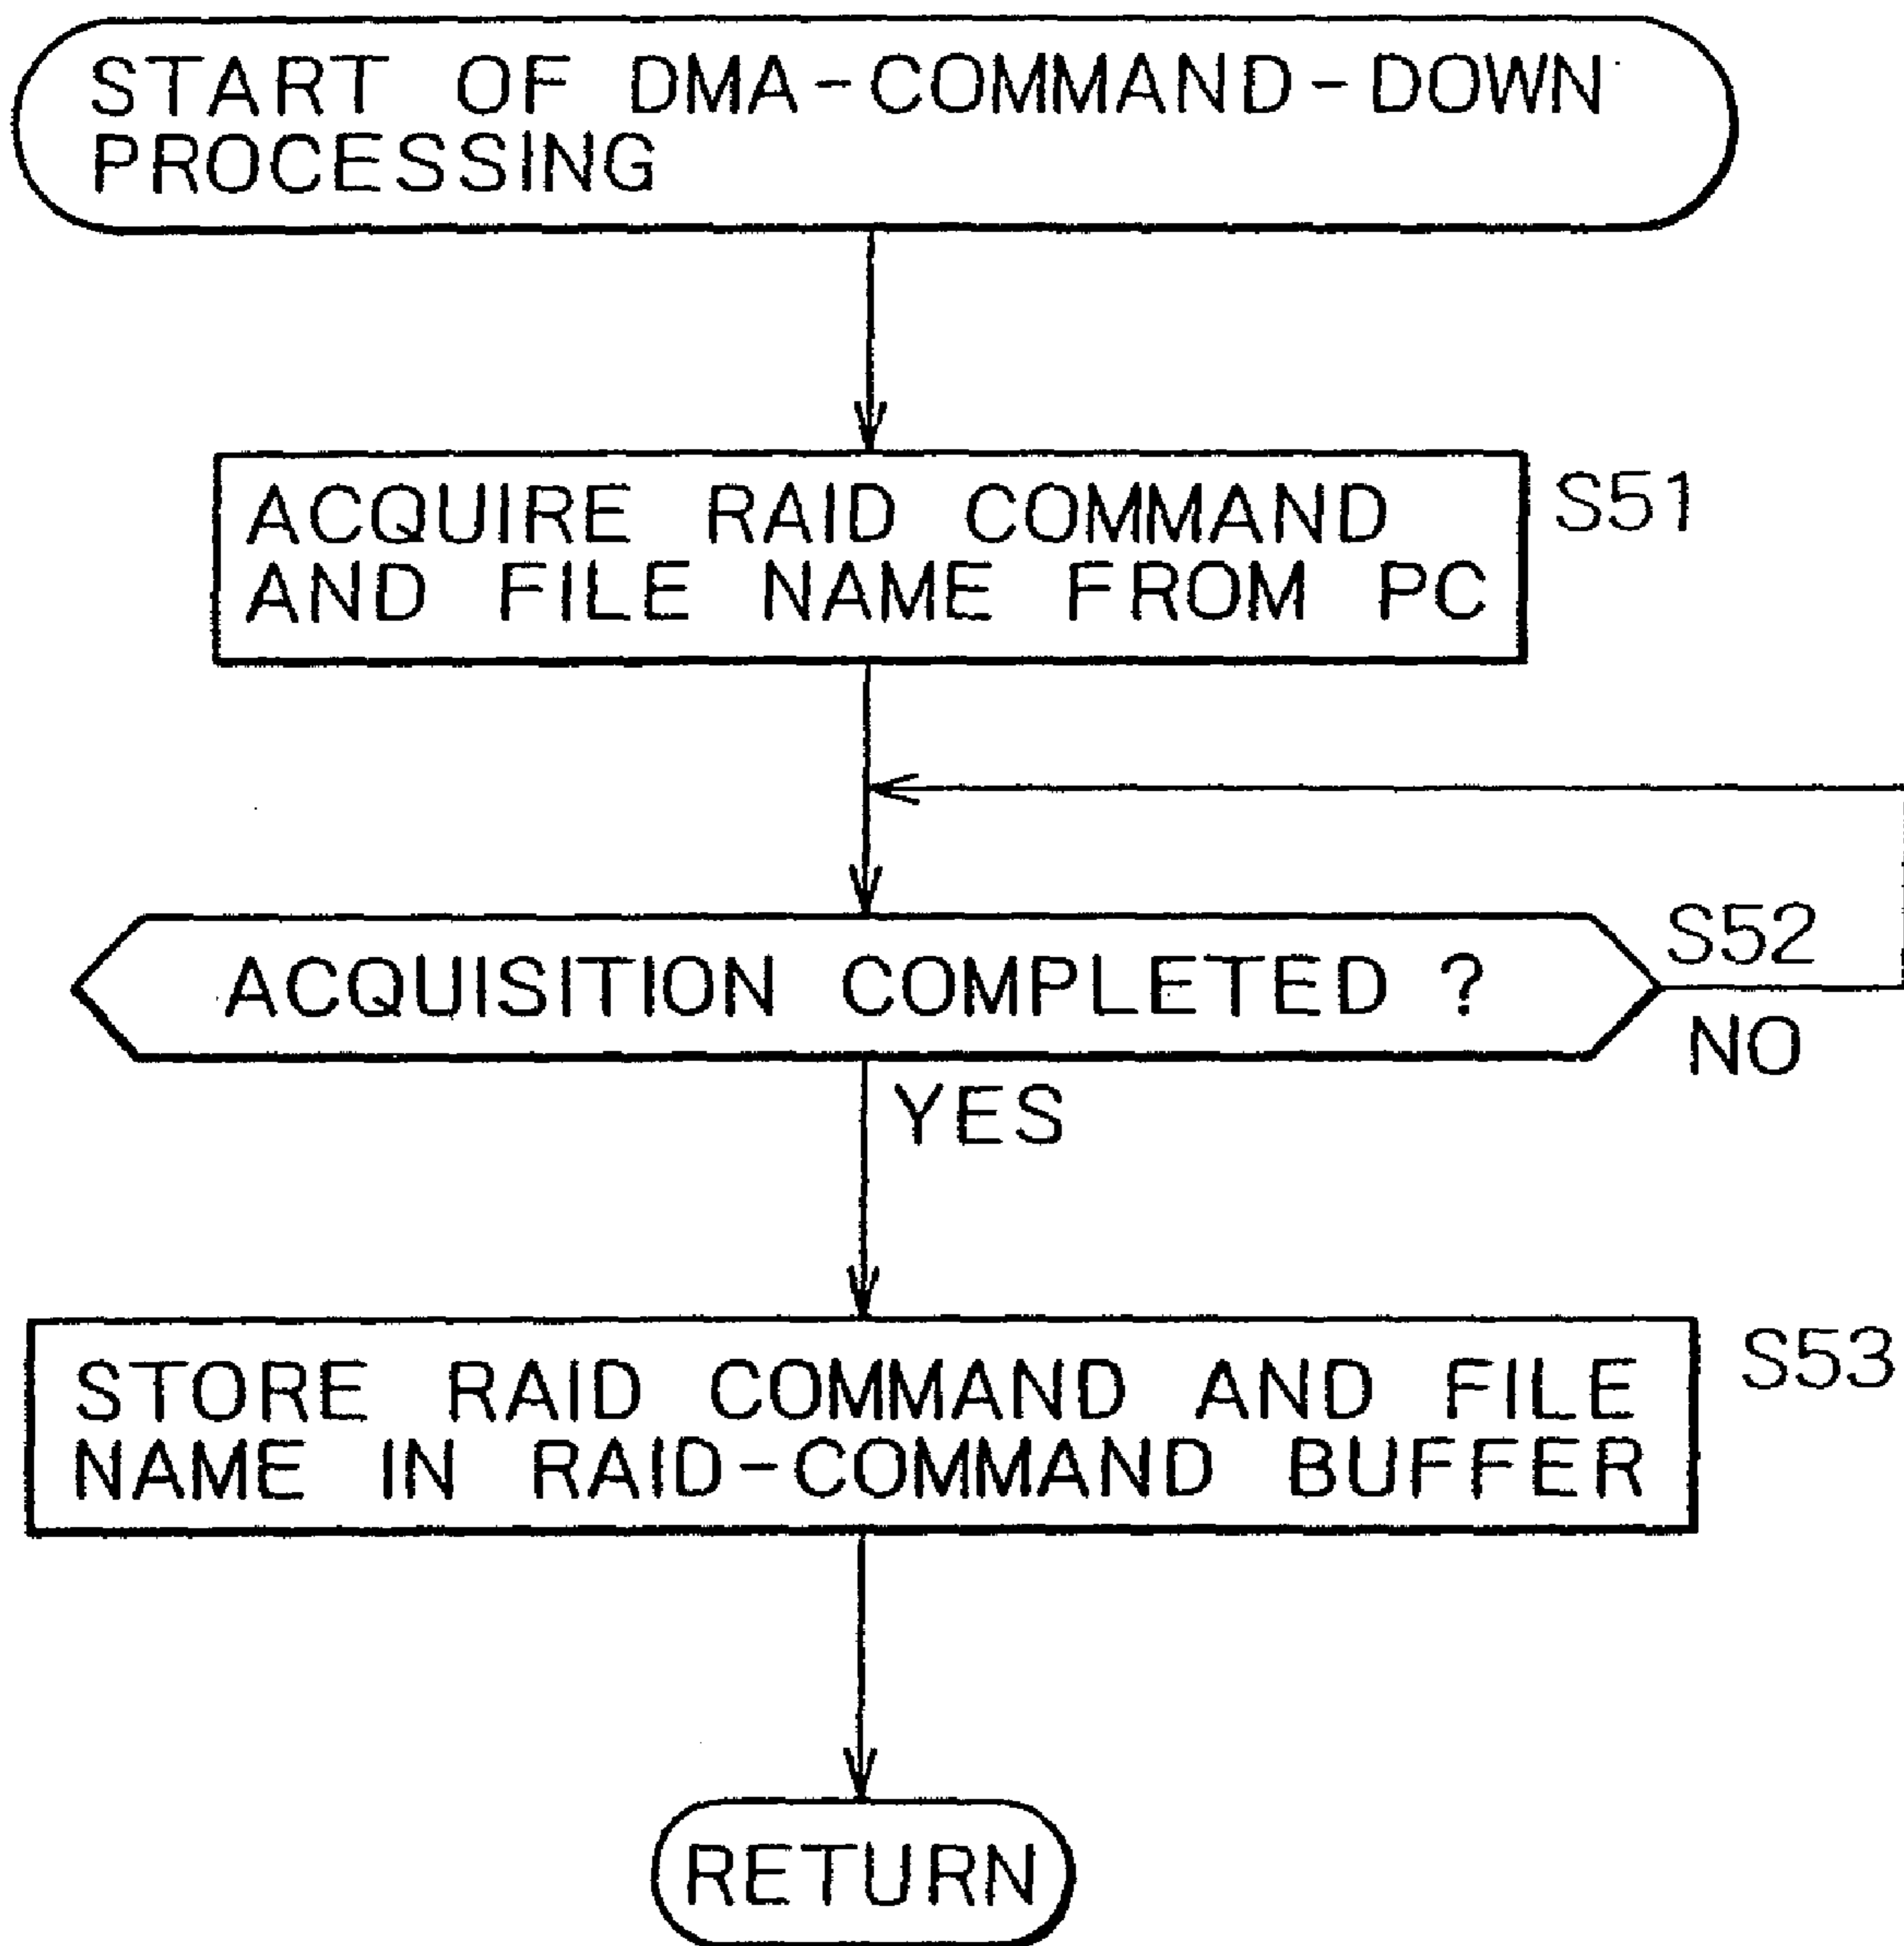 START OF DMA-COMMAND-DOWN
PROCESSING
ACQUIRE RAID COMMAND
AND FILE NAME FROM PC
S51
ACQUISITION COMPLETED ?
S52
NO
YES
STORE RAID COMMAND AND FILE
NAME IN RAID-COMMAND BUFFER
S53
RETURN